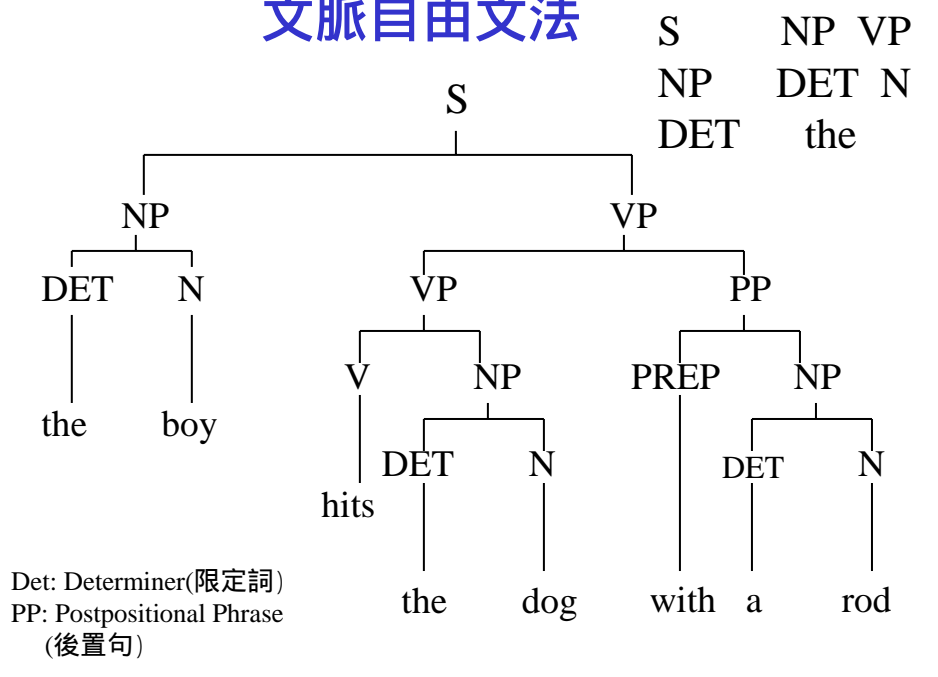 文脈自由文法
S NP VP
NP DET N
DET the
S
NP VP
DET N VP PP
V NP PREP NP
the boy
DET N DET N
hits
the dog with a rod
Det: Determiner(限定詞)
PP: Postpositional Phrase
(後置句)